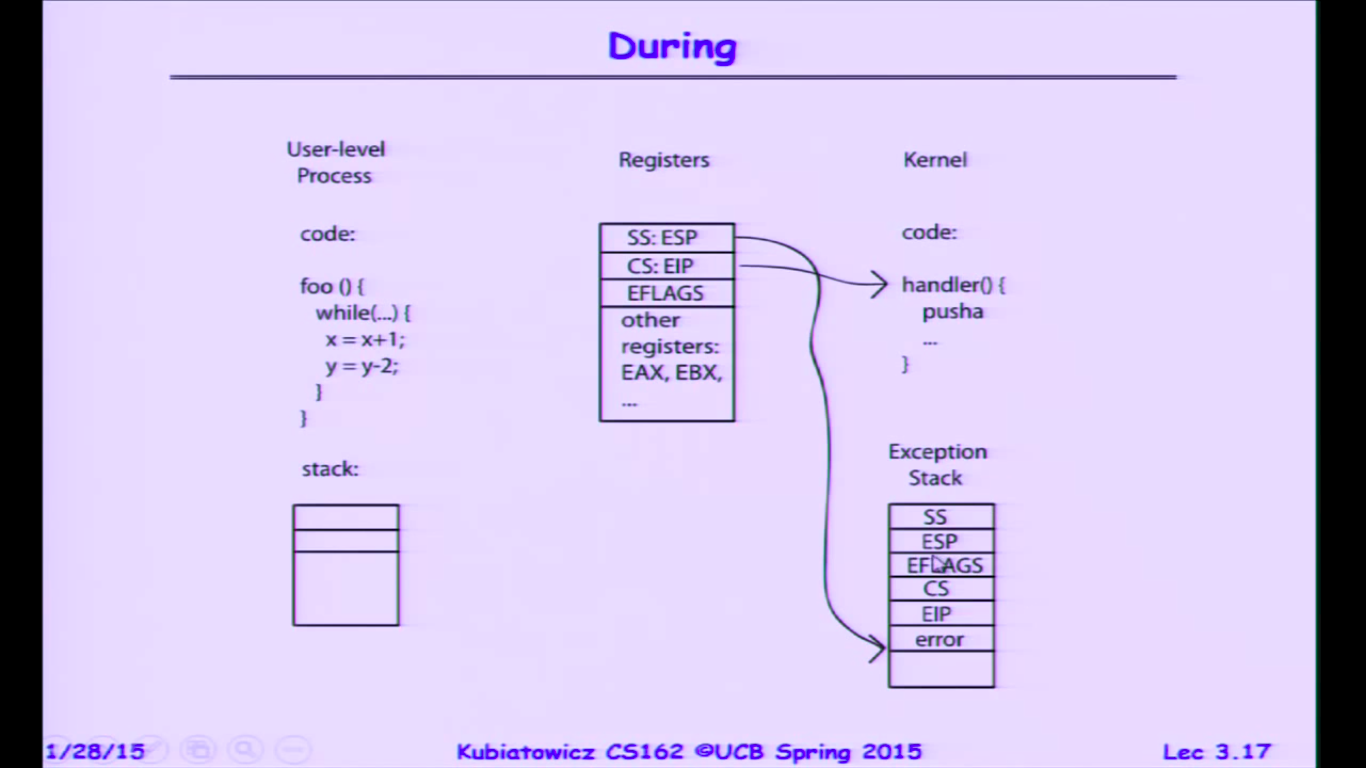 During
User-level
Process
code:
foo () {
while(...) {
x = x+1;
y = y-2;
}
}
stack:
Registers
SS: ESP
CS: EIP
EFLAGS
other
registers:
EAX, EBX,
...
Kernel
code:
handler() {
pusha
...
}
Exception
Stack
SS
ESP
EFLAGS
CS
EIP
error
1/28/15
Kubiatowicz CS162 ©UCB Spring 2015
Lec 3.17